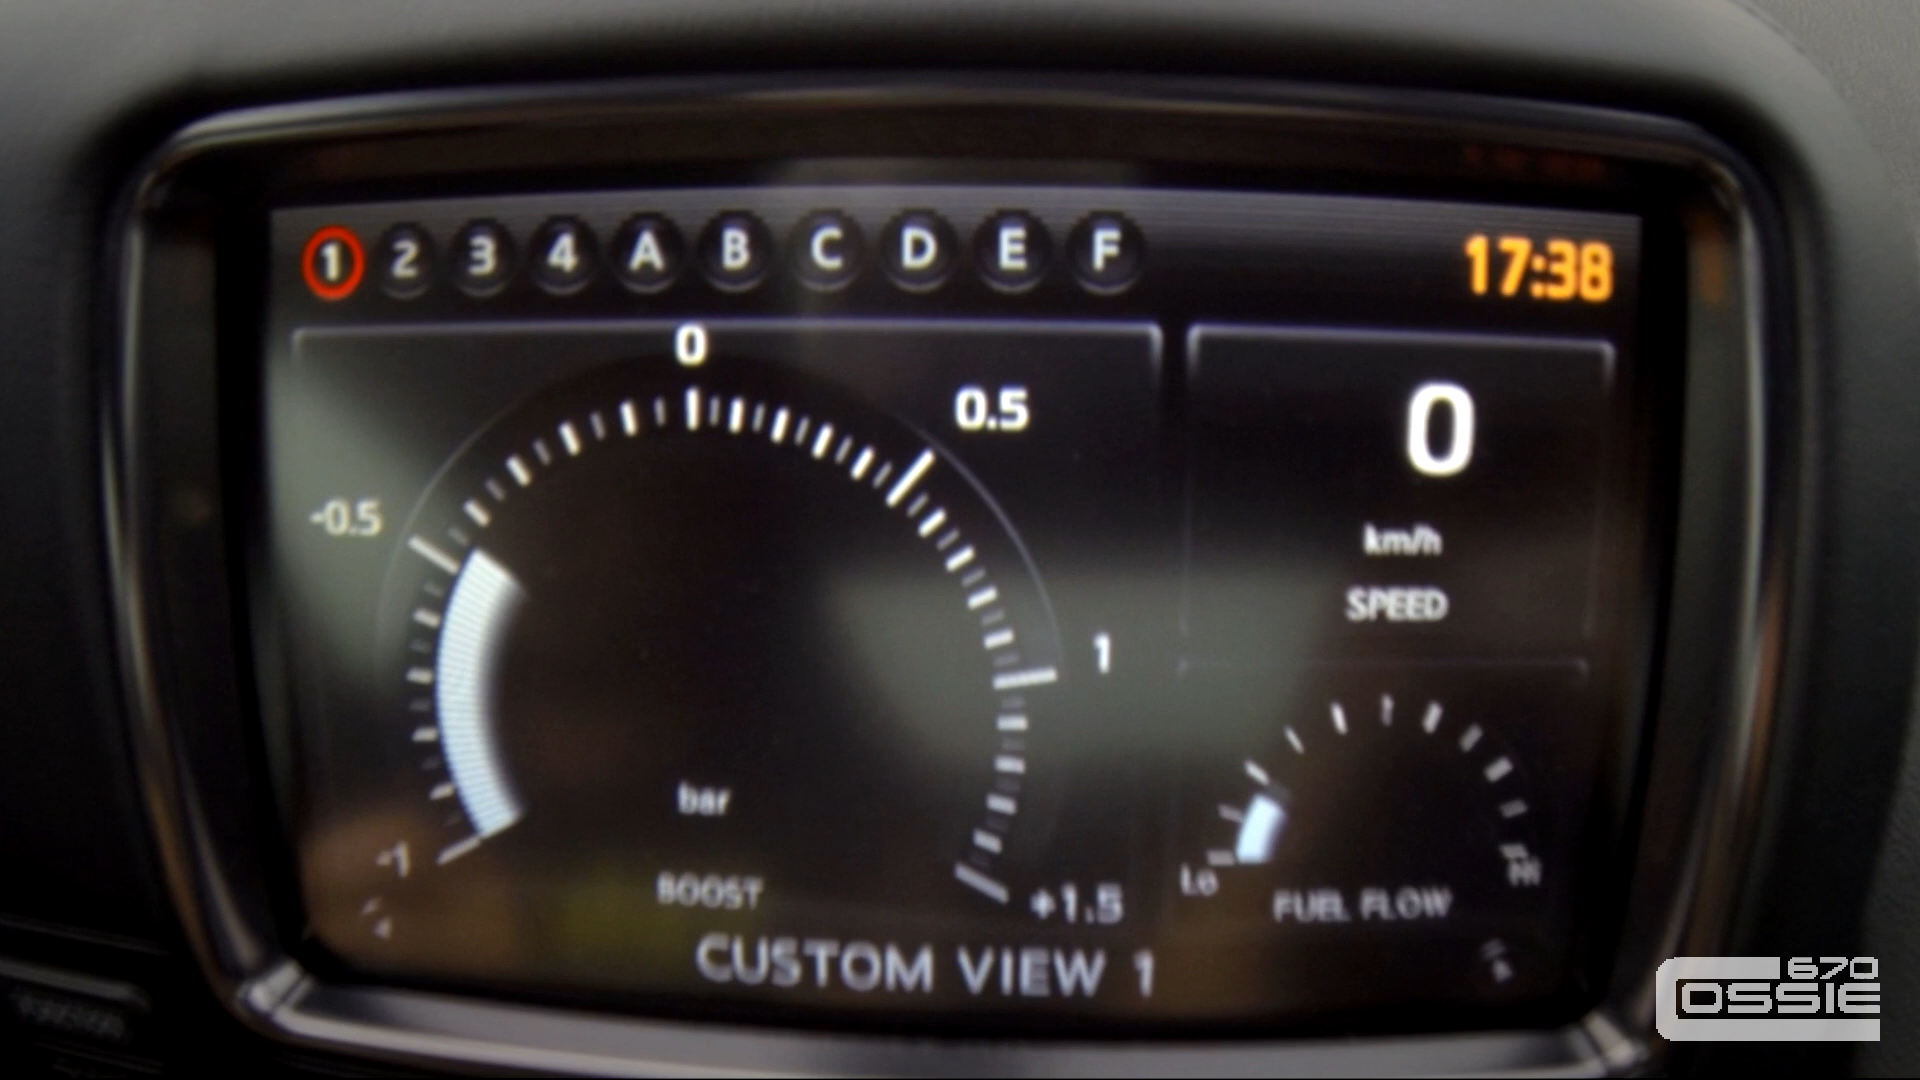 1 2 3 4 A B C D E F
17:38
0
0.5
-0.5
1
-1
+1.5
bar
BOOST
0
km/h
SPEED
Lo
Hi
FUEL FLOW
CUSTOM VIEW 1
COSSIE 670